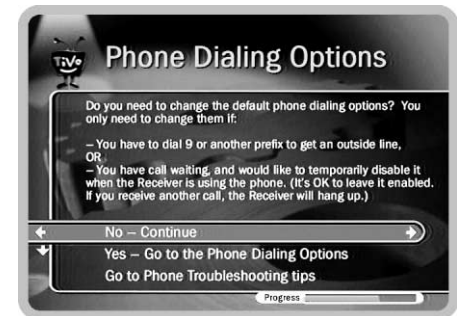 TiVo
Phone Dialing Options
Do you need to change the default phone dialing options? You
only need to change them if:
– You have to dial 9 or another prefix to get an outside line,
OR
– You have call waiting, and would like to temporarily disable it
when the Receiver is using the phone. (It's OK to leave it enabled.
If you receive another call, the Receiver will hang up.)
No – Continue
Yes – Go to the Phone Dialing Options
Go to Phone Troubleshooting tips
Progress